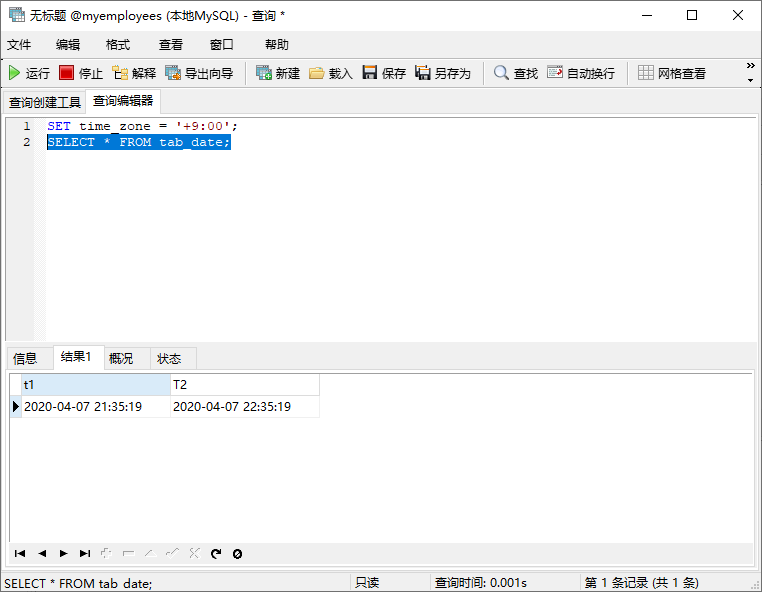 无标题 @myemployees (本地MySQL) - 查询 *
文件 编辑 格式 查看 窗口 帮助
运行 停止 解释 导出向导 新建 载入 保存 另存为 查找 自动换行 网格查看
查询创建工具 查询编辑器
1 SET time_zone = '+9:00';
2 SELECT * FROM tab_date;
信息 结果1 概况 状态
t1 T2
2020-04-07 21:35:19 2020-04-07 22:35:19
SELECT * FROM tab_date; 只读 查询时间: 0.001s 第 1 条记录 (共 1 条)